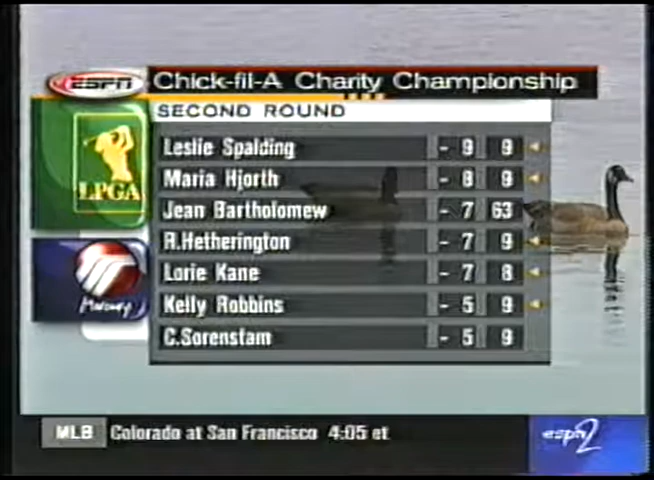 ESPN Chick-fil-A Charity Championship
SECOND ROUND
LPGA
Mercury
Leslie Spalding - 9 9
Maria Hjorth - 8 9
Jean Bartholomew - 7 63
R.Hetherington - 7 9
Lorie Kane - 7 8
Kelly Robbins - 5 9
C.Sorenstam - 5 9
MLB Colorado at San Francisco 4:05 et
espn2